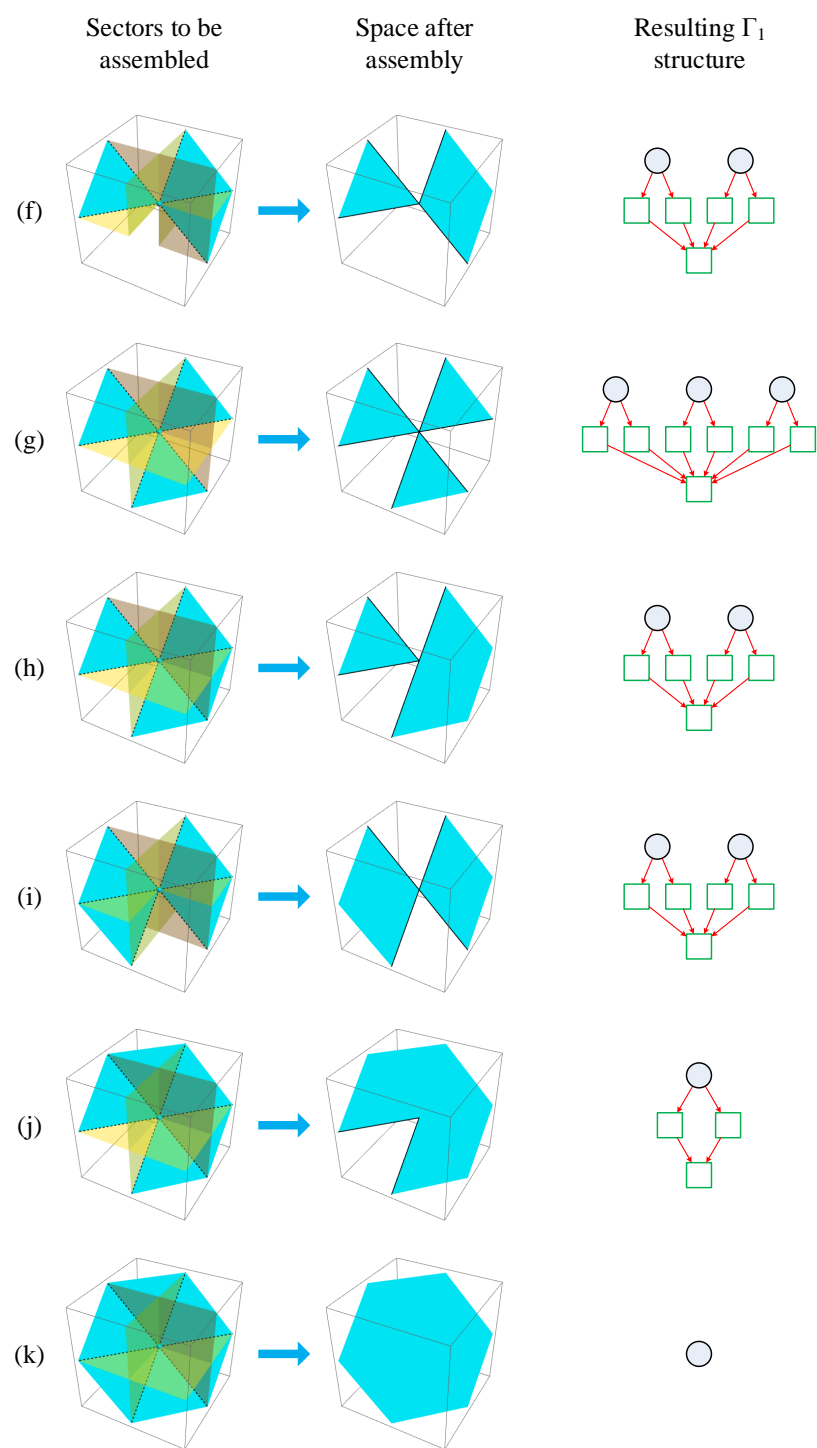 Sectors to be assembled
Space after assembly
Resulting Γ₁ structure
(f)
(g)
(h)
(i)
(j)
(k)